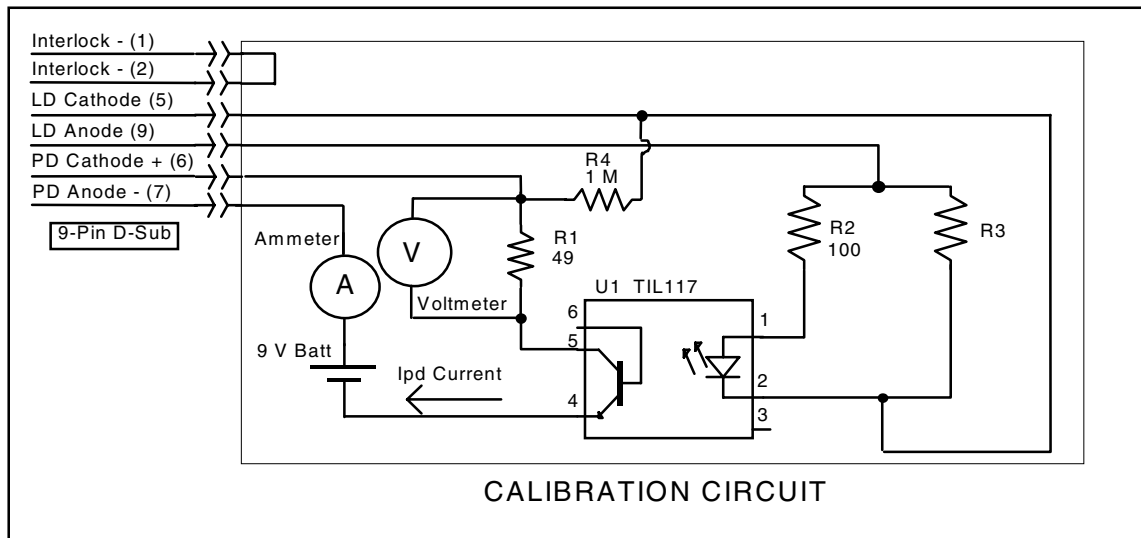 Interlock - (1)
Interlock - (2)
LD Cathode (5)
LD Anode (9)
PD Cathode + (6)
PD Anode - (7)
9-Pin D-Sub
R4
1 M
Ammeter
A
V
R1
49
Voltmeter
R2
100
R3
U1 TIL117
6
5
4
1
2
3
9 V Batt
Ipd Current
CALIBRATION CIRCUIT